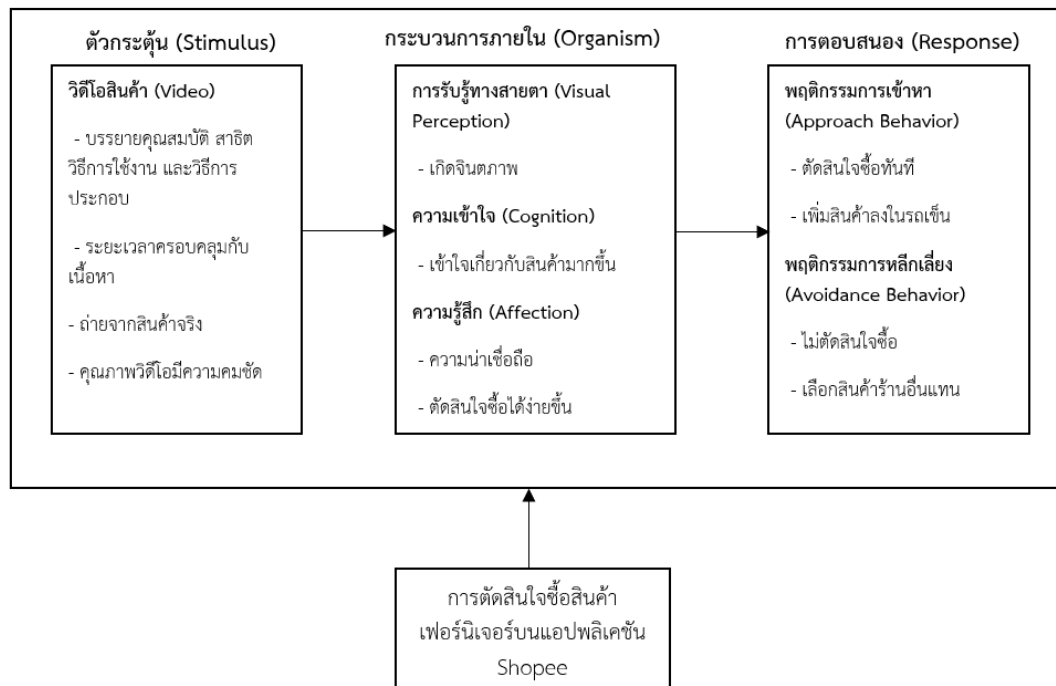 ตัวกระตุ้น (Stimulus)
วิดีโอสินค้า (Video)
- บรรยายคุณสมบัติ สาธิต
วิธีการใช้งาน และวิธีการ
ประกอบ
- ระยะเวลาครอบคลุมกับ
เนื้อหา
- ถ่ายจากสินค้าจริง
- คุณภาพวิดีโอมีความคมชัด
กระบวนการภายใน (Organism)
การรับรู้ทางสายตา (Visual
Perception)
- เกิดจินตภาพ
ความเข้าใจ (Cognition)
- เข้าใจเกี่ยวกับสินค้ามากขึ้น
ความรู้สึก (Affection)
- ความน่าเชื่อถือ
- ตัดสินใจซื้อได้ง่ายขึ้น
การตอบสนอง (Response)
พฤติกรรมการเข้าหา
(Approach Behavior)
- ตัดสินใจซื้อทันที
- เพิ่มสินค้าลงในรถเข็น
พฤติกรรมการหลีกเลี่ยง
(Avoidance Behavior)
- ไม่ตัดสินใจซื้อ
- เลือกสินค้าร้านอื่นแทน
การตัดสินใจซื้อสินค้า
เฟอร์นิเจอร์บนแอปพลิเคชัน
Shopee